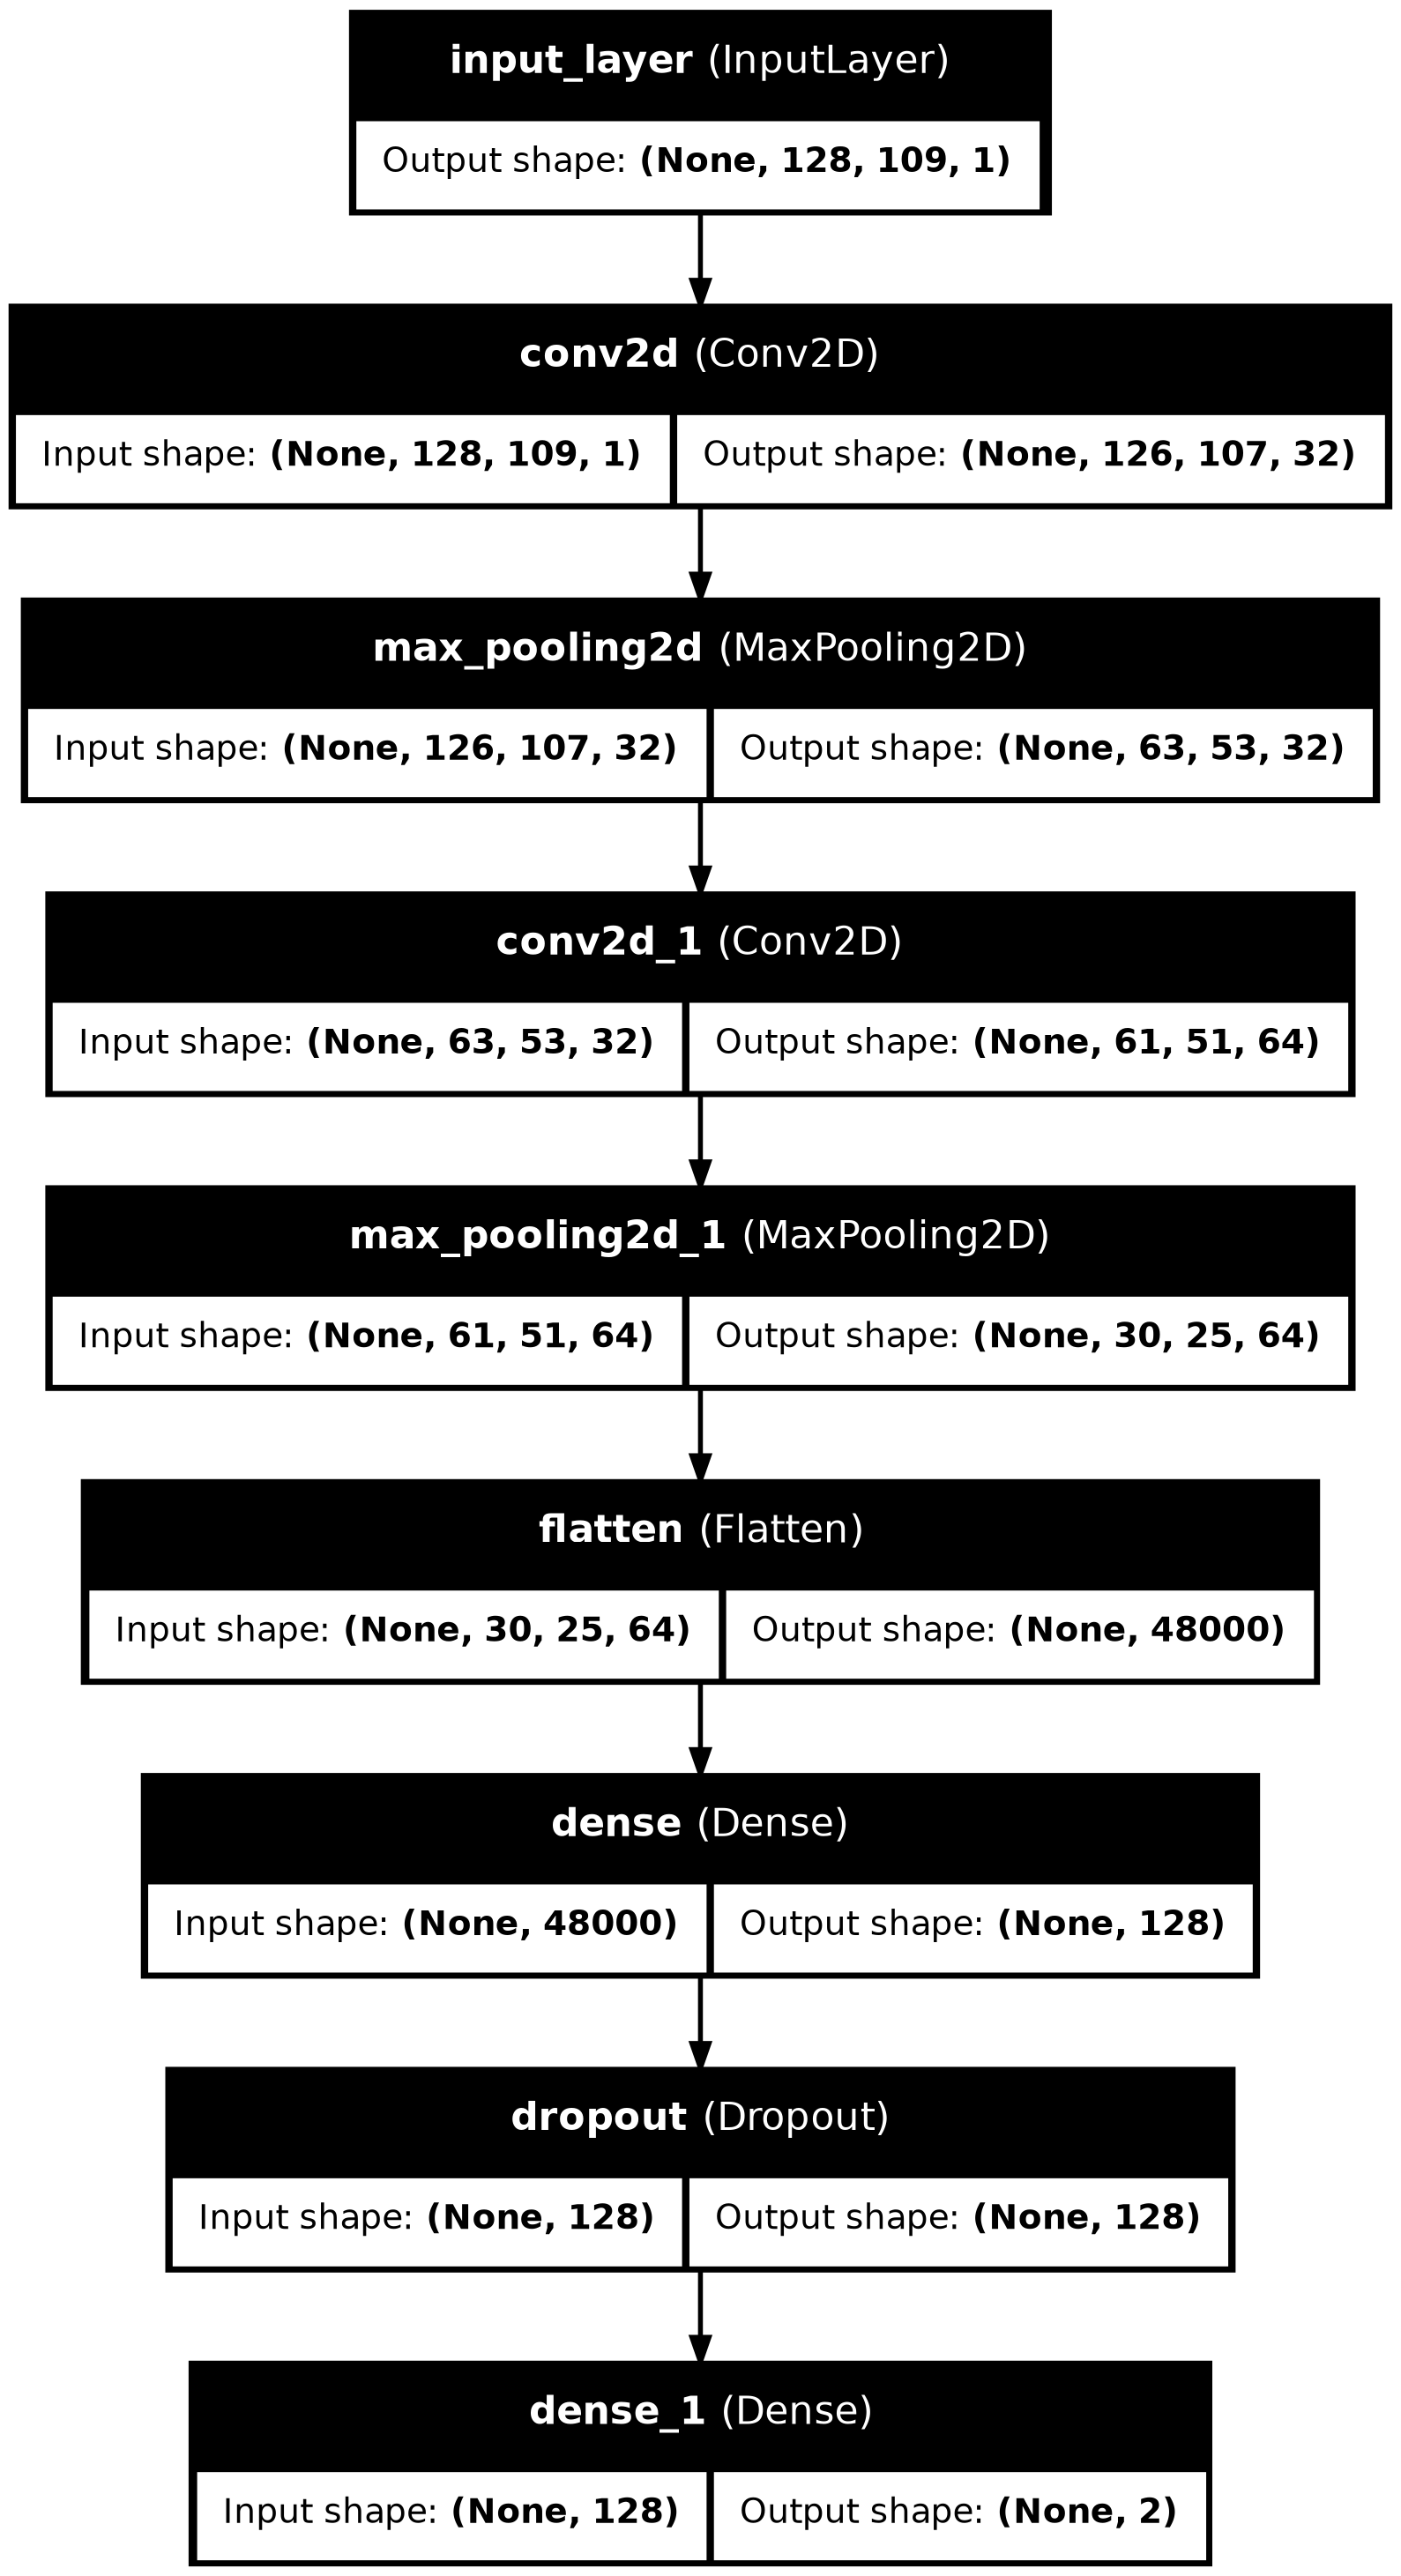 input_layer (InputLayer)
Output shape: (None, 128, 109, 1)
conv2d (Conv2D)
Input shape: (None, 128, 109, 1) Output shape: (None, 126, 107, 32)
max_pooling2d (MaxPooling2D)
Input shape: (None, 126, 107, 32) Output shape: (None, 63, 53, 32)
conv2d_1 (Conv2D)
Input shape: (None, 63, 53, 32) Output shape: (None, 61, 51, 64)
max_pooling2d_1 (MaxPooling2D)
Input shape: (None, 61, 51, 64) Output shape: (None, 30, 25, 64)
flatten (Flatten)
Input shape: (None, 30, 25, 64) Output shape: (None, 48000)
dense (Dense)
Input shape: (None, 48000) Output shape: (None, 128)
dropout (Dropout)
Input shape: (None, 128) Output shape: (None, 128)
dense_1 (Dense)
Input shape: (None, 128) Output shape: (None, 2)